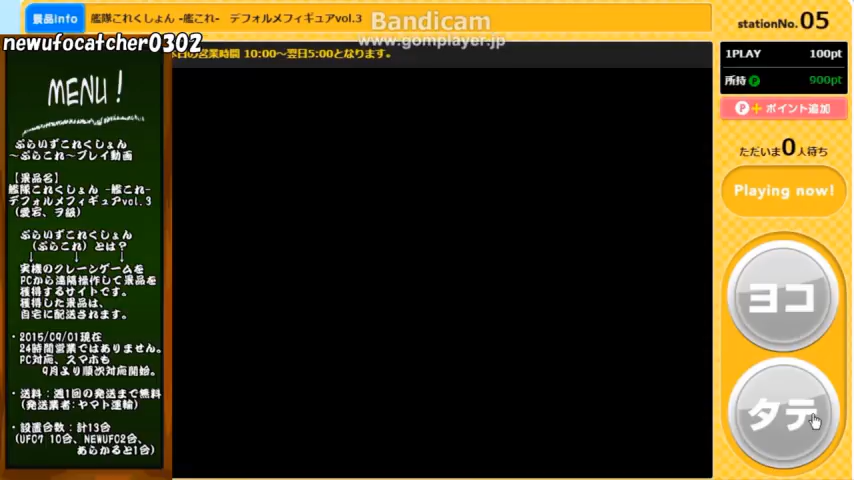 景品Info 艦隊これくしょん -艦これ- デフォルメフィギュアvol.3
Bandicam
www.gomplayer.jp
newufocatcher0302
本日の営業時間 10:00～翌日5:00となります。
stationNo. 05
1PLAY 100pt
所持 P 900pt
P + ポイント追加
ただいま0人待ち
Playing now!
ヨコ
タテ
MENU!
ぷらいずこれくしょん
～ぷらこれ～プレイ動画
【景品名】
艦隊これくしょん -艦これ-
デフォルメフィギュアvol.3
(愛宕、ヲ級)
ぷらいずこれくしょん
(ぷらこれ)とは?
↓ ↓ ↓
実機のクレーンゲームを
PCから遠隔操作して景品を
獲得するサイトです。
獲得した景品は、
自宅に配送されます。
・2015/09/01現在
24時間営業ではありません。
PC対応、スマホも
9月より順次対応開始。
・送料：週1回の発送まで無料
(発送業者:ヤマト運輸)
・設置台数：計13台
(UFO7 10台、NEWUFO2台、
あらかると1台)